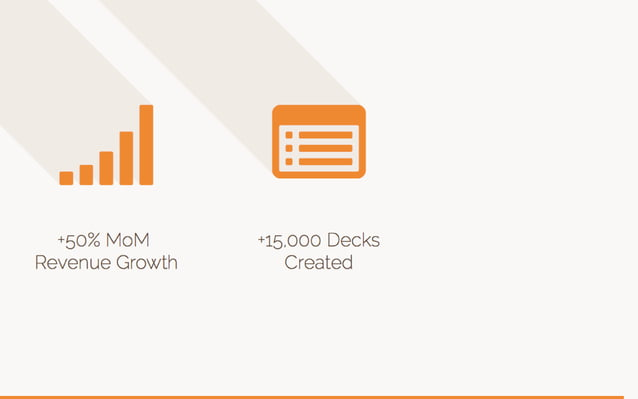 +50% MoM
Revenue Growth
+15,000 Decks
Created